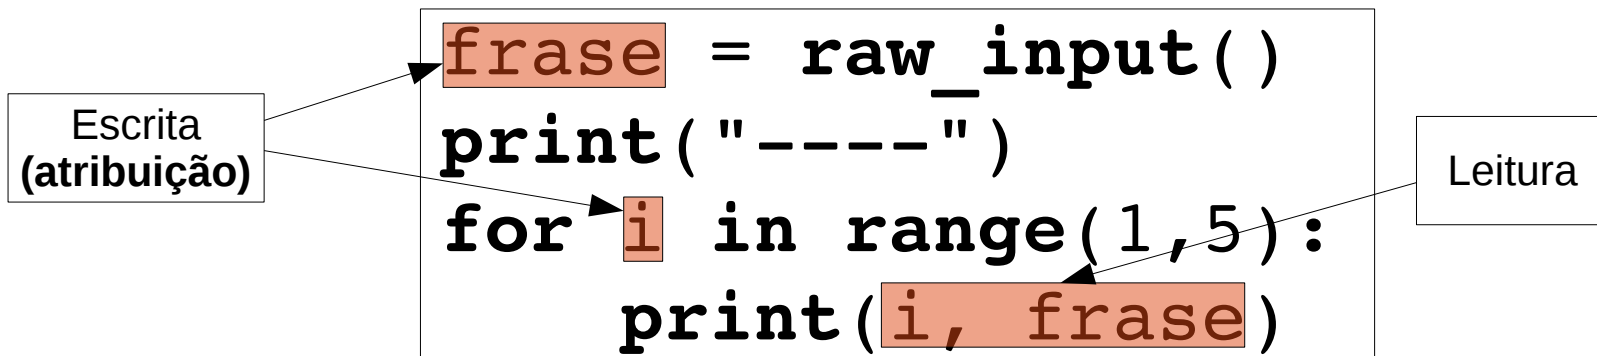 frase = raw_input()
Escrita
(atribuição)
print("----")
Leitura
for i in range(1,5):
    print(i, frase)